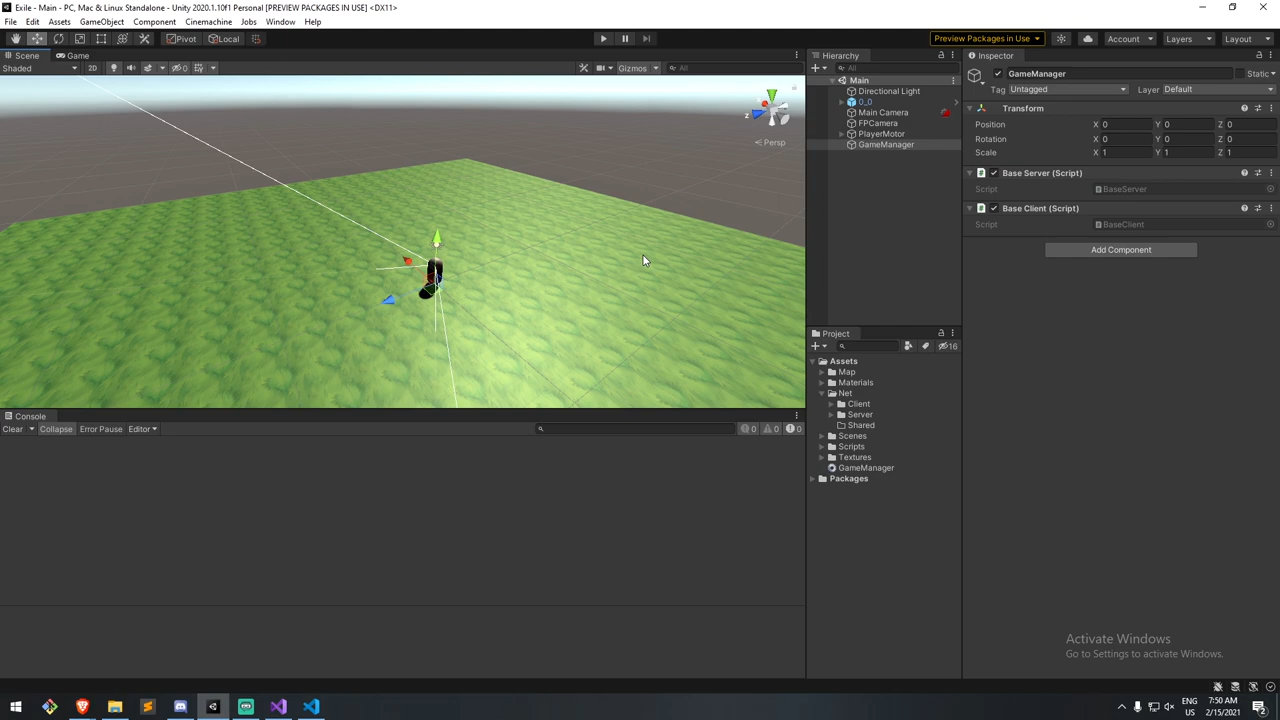 Exile - Main - PC, Mac & Linux Standalone - Unity 2020.1.10f1 Personal [PREVIEW PACKAGES IN USE] <DX11>
File Edit Assets GameObject Component Cinemachine Jobs Window Help
Pivot Local Preview Packages in Use Account Layers Layout
Scene Game
Shaded 2D 0 Gizmos All
z
Persp
Hierarchy
All
Main
Directional Light
0_0
Main Camera
FPCamera
PlayerMotor
GameManager
Inspector
GameManager Static
Tag Untagged Layer Default
Transform
Position X 0 Y 0 Z 0
Rotation X 0 Y 0 Z 0
Scale X 1 Y 1 Z 1
Base Server (Script)
Script BaseServer
Base Client (Script)
Script BaseClient
Add Component
Project
16
Assets
Map
Materials
Net
Client
Server
Shared
Scenes
Scripts
Textures
GameManager
Packages
Console
Clear Collapse Error Pause Editor 0 0 0
Activate Windows
Go to Settings to activate Windows.
ENG
US
7:50 AM
2/15/2021
2